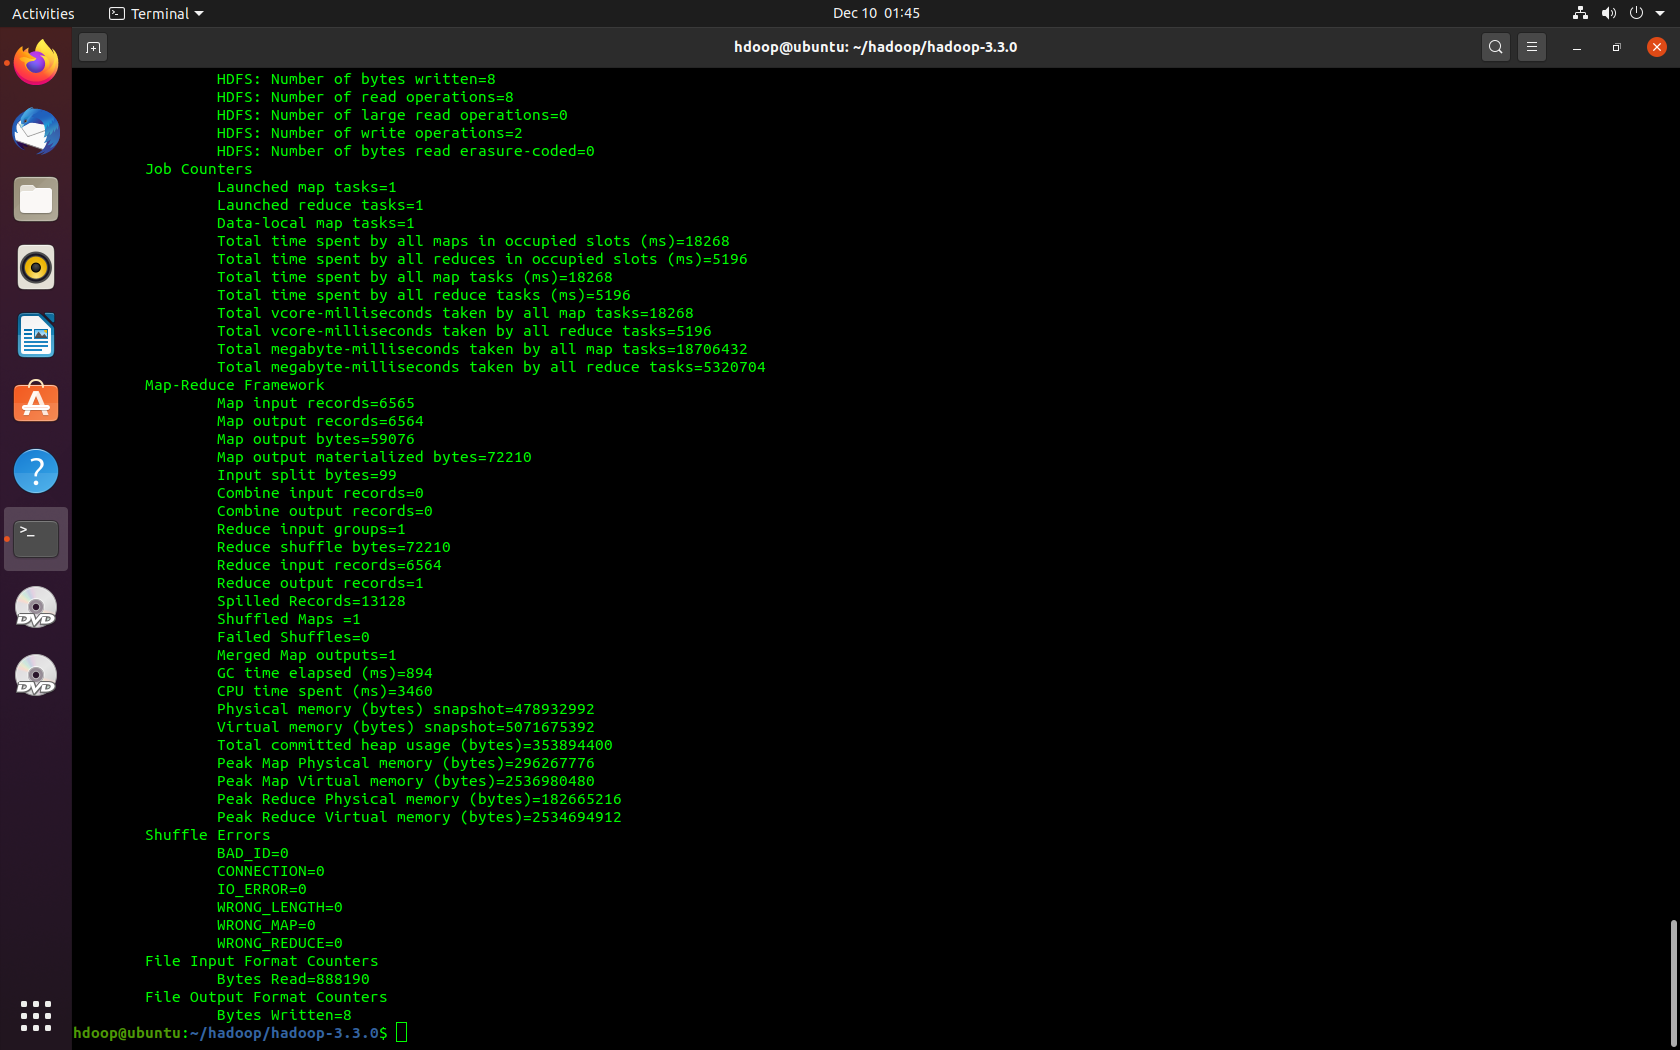 Activities
Terminal
Dec 10 01:45
hdoop@ubuntu: ~/hadoop/hadoop-3.3.0
HDFS: Number of bytes written=8
HDFS: Number of read operations=8
HDFS: Number of large read operations=0
HDFS: Number of write operations=2
HDFS: Number of bytes read erasure-coded=0
Job Counters
Launched map tasks=1
Launched reduce tasks=1
Data-local map tasks=1
Total time spent by all maps in occupied slots (ms)=18268
Total time spent by all reduces in occupied slots (ms)=5196
Total time spent by all map tasks (ms)=18268
Total time spent by all reduce tasks (ms)=5196
Total vcore-milliseconds taken by all map tasks=18268
Total vcore-milliseconds taken by all reduce tasks=5196
Total megabyte-milliseconds taken by all map tasks=18706432
Total megabyte-milliseconds taken by all reduce tasks=5320704
Map-Reduce Framework
Map input records=6565
Map output records=6564
Map output bytes=59076
Map output materialized bytes=72210
Input split bytes=99
Combine input records=0
Combine output records=0
Reduce input groups=1
Reduce shuffle bytes=72210
Reduce input records=6564
Reduce output records=1
Spilled Records=13128
Shuffled Maps =1
Failed Shuffles=0
Merged Map outputs=1
GC time elapsed (ms)=894
CPU time spent (ms)=3460
Physical memory (bytes) snapshot=478932992
Virtual memory (bytes) snapshot=5071675392
Total committed heap usage (bytes)=353894400
Peak Map Physical memory (bytes)=296267776
Peak Map Virtual memory (bytes)=2536980480
Peak Reduce Physical memory (bytes)=182665216
Peak Reduce Virtual memory (bytes)=2534694912
Shuffle Errors
BAD_ID=0
CONNECTION=0
IO_ERROR=0
WRONG_LENGTH=0
WRONG_MAP=0
WRONG_REDUCE=0
File Input Format Counters
Bytes Read=888190
File Output Format Counters
Bytes Written=8
hdoop@ubuntu:~/hadoop/hadoop-3.3.0$
DVD
DVD